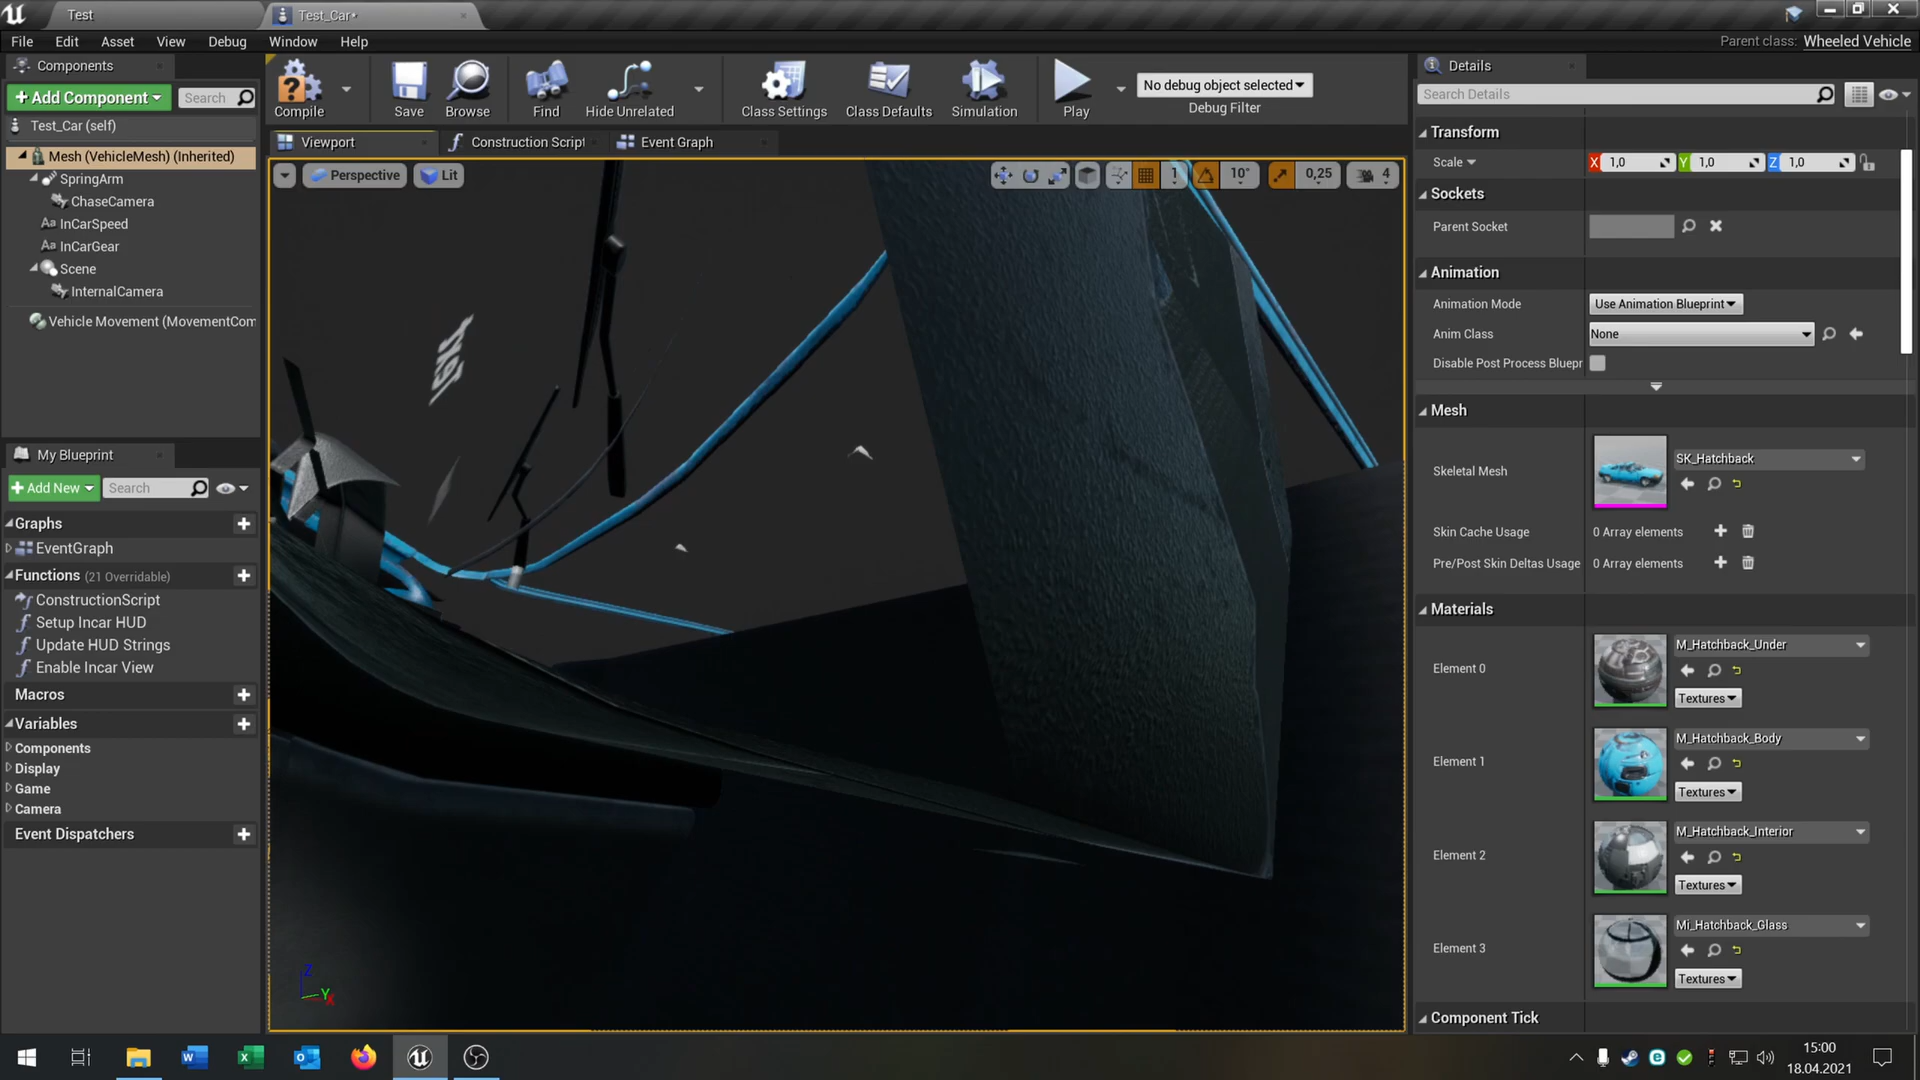 Test
Test_Car*
File
Edit
Asset
View
Debug
Window
Help
Parent class: Wheeled Vehicle
Components
+Add Component
Search
Test_Car (self)
Mesh (VehicleMesh) (Inherited)
SpringArm
ChaseCamera
Aa InCarSpeed
Aa InCarGear
Scene
InternalCamera
Vehicle Movement (MovementCom
Compile
Save
Browse
Find
Hide Unrelated
Class Settings
Class Defaults
Simulation
Play
No debug object selected
Debug Filter
Viewport
Construction Script
Event Graph
Perspective
Lit
1
10°
0,25
4
Z
Y
X
My Blueprint
+Add New
Search
Graphs
EventGraph
Functions (21 Overridable)
ConstructionScript
Setup Incar HUD
Update HUD Strings
Enable Incar View
Macros
Variables
Components
Display
Game
Camera
Event Dispatchers
Details
Search Details
Transform
Scale
X 1,0
Y 1,0
Z 1,0
Sockets
Parent Socket
Animation
Animation Mode
Use Animation Blueprint
Anim Class
None
Disable Post Process Bluepr
Mesh
Skeletal Mesh
SK_Hatchback
Skin Cache Usage
0 Array elements
Pre/Post Skin Deltas Usage
0 Array elements
Materials
Element 0
M_Hatchback_Under
Textures
Element 1
M_Hatchback_Body
Textures
Element 2
M_Hatchback_Interior
Textures
Element 3
Mi_Hatchback_Glass
Textures
Component Tick
15:00
18.04.2021